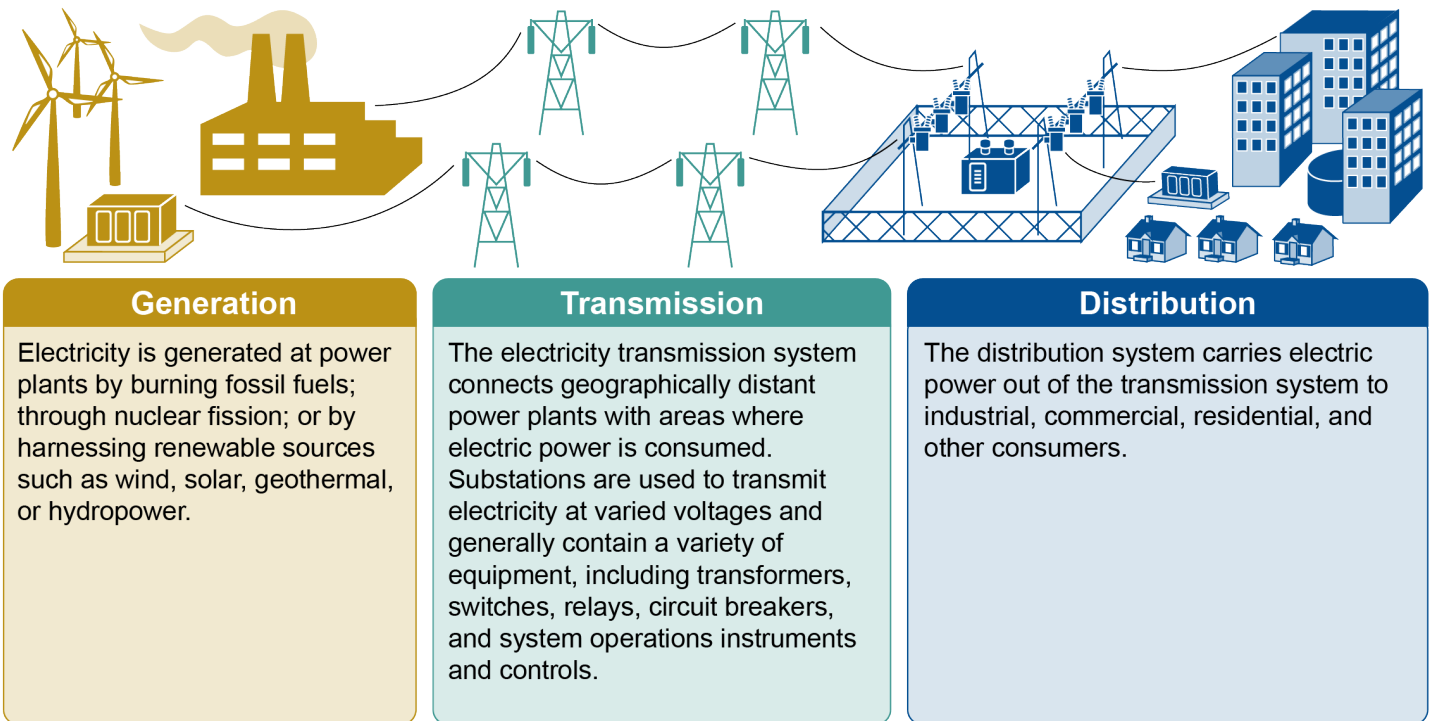 Generation
Electricity is generated at power
plants by burning fossil fuels;
through nuclear fission; or by
harnessing renewable sources
such as wind, solar, geothermal,
or hydropower.
Transmission
The electricity transmission system
connects geographically distant
power plants with areas where
electric power is consumed.
Substations are used to transmit
electricity at varied voltages and
generally contain a variety of
equipment, including transformers,
switches, relays, circuit breakers,
and system operations instruments
and controls.
Distribution
The distribution system carries electric
power out of the transmission system to
industrial, commercial, residential, and
other consumers.